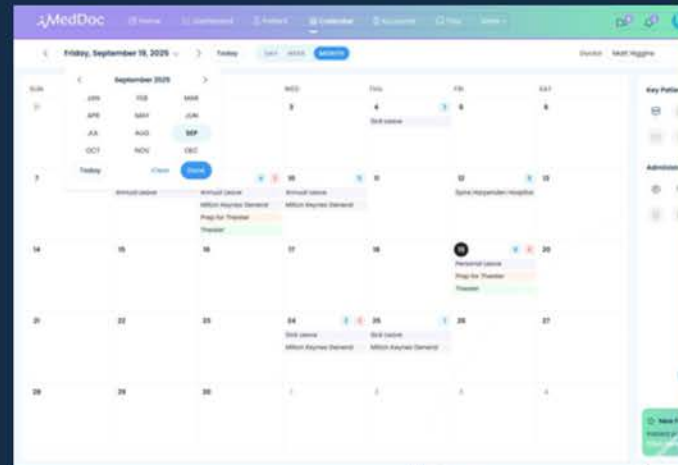 MedDoc Home Dashboard Patient Calendar
Friday, September 19, 2025 Today DAY WEEK MONTH Doctor Matt Higgins
September 2025
JAN FEB MAR
APR MAY JUN
JUL AUG SEP
OCT NOV DEC
Today Clear Done
SUN WED THU FRI SAT
Key Patie
3 4 5 6
Sick Leave
Administ
7 10 11 12 13
Annual Leave Annual Leave Annual Leave Spire Harpenden Hospital
Milton Keynes General Milton Keynes General
Prep for Theater
Theater
14 15 16 17 18 19 20
Personal Leave
Prep for Theater
Theater
21 22 23 24 25 26 27
Sick Leave Sick Leave
Milton Keynes General Milton Keynes General
28 29 30 1 2 3 4
New